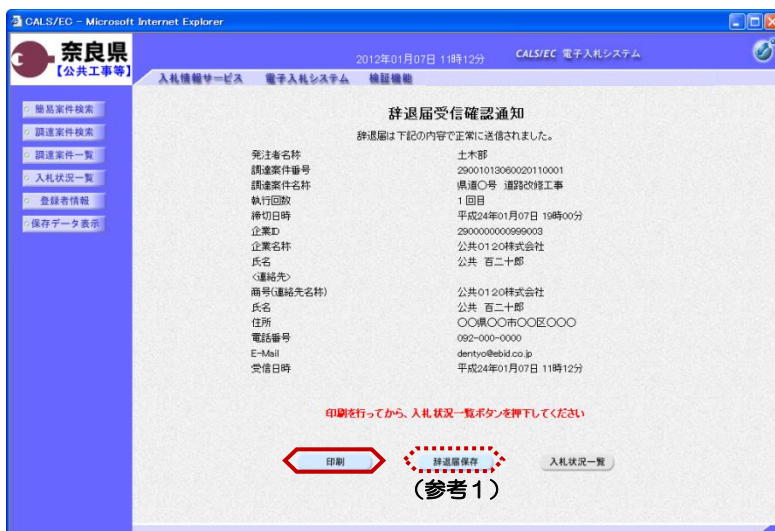 CALS/EC - Microsoft Internet Explorer
奈良県
【公共工事等】
2012年01月07日 11時12分
CALS/EC 電子入札システム
入札情報サービス 電子入札システム 検証機能
簡易案件検索
調達案件検索
調達案件一覧
入札状況一覧
登録者情報
保存データ表示
辞退届受信確認通知
辞退届は下記の内容で正常に送信されました。
発注者名称 土木部
調達案件番号 29001013060020110001
調達案件名称 県道〇号 道路改修工事
執行回数 1回目
締切日時 平成24年01月07日 19時00分
企業ID 2900000000999003
企業名称 公共0120株式会社
氏名 公共 百二十郎
<連絡先>
商号(連絡先名称) 公共0120株式会社
氏名 公共 百二十郎
住所 〇〇県〇〇市〇〇区〇〇〇
電話番号 092-000-0000
E-Mail dentyo@ebid.co.jp
受信日時 平成24年01月07日 11時12分
印刷を行ってから、入札状況一覧ボタンを押下してください
印刷 辞退届保存 入札状況一覧
(参考1)